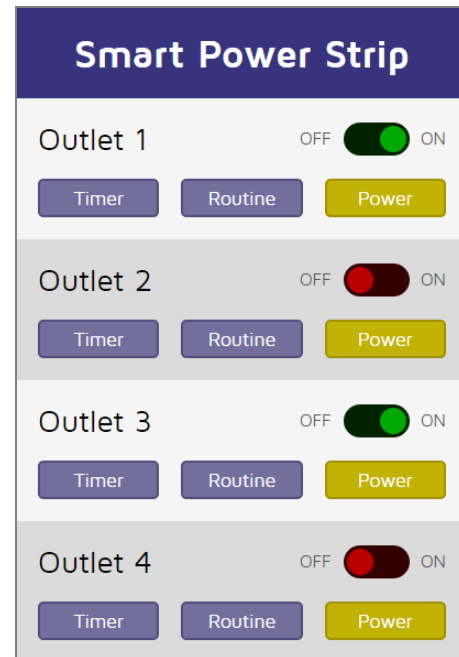 Smart Power Strip
Outlet 1 OFF ON
Timer Routine Power
Outlet 2 OFF ON
Timer Routine Power
Outlet 3 OFF ON
Timer Routine Power
Outlet 4 OFF ON
Timer Routine Power